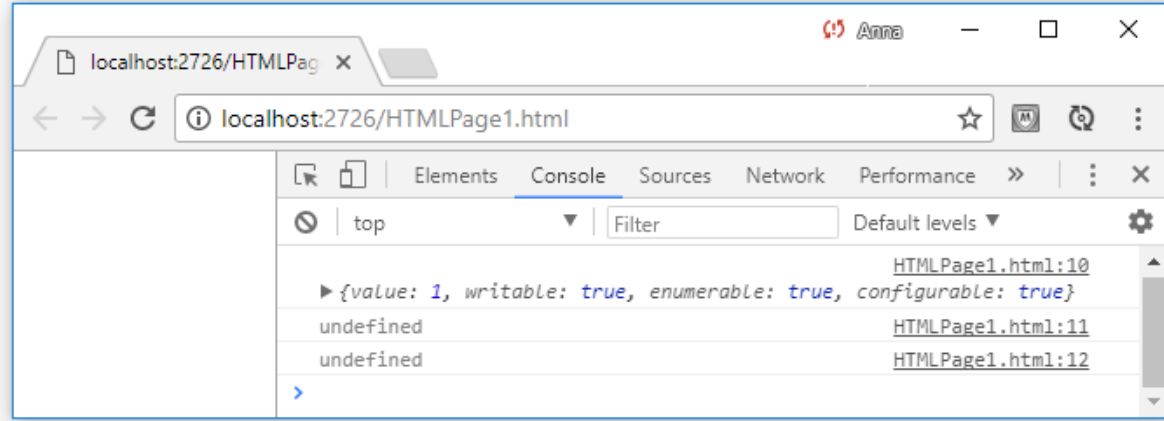 Anna
localhost:2726/HTMLPag
localhost:2726/HTMLPage1.html
Elements Console Sources Network Performance »
top Filter Default levels
HTMLPage1.html:10
{value: 1, writable: true, enumerable: true, configurable: true}
undefined HTMLPage1.html:11
undefined HTMLPage1.html:12
>